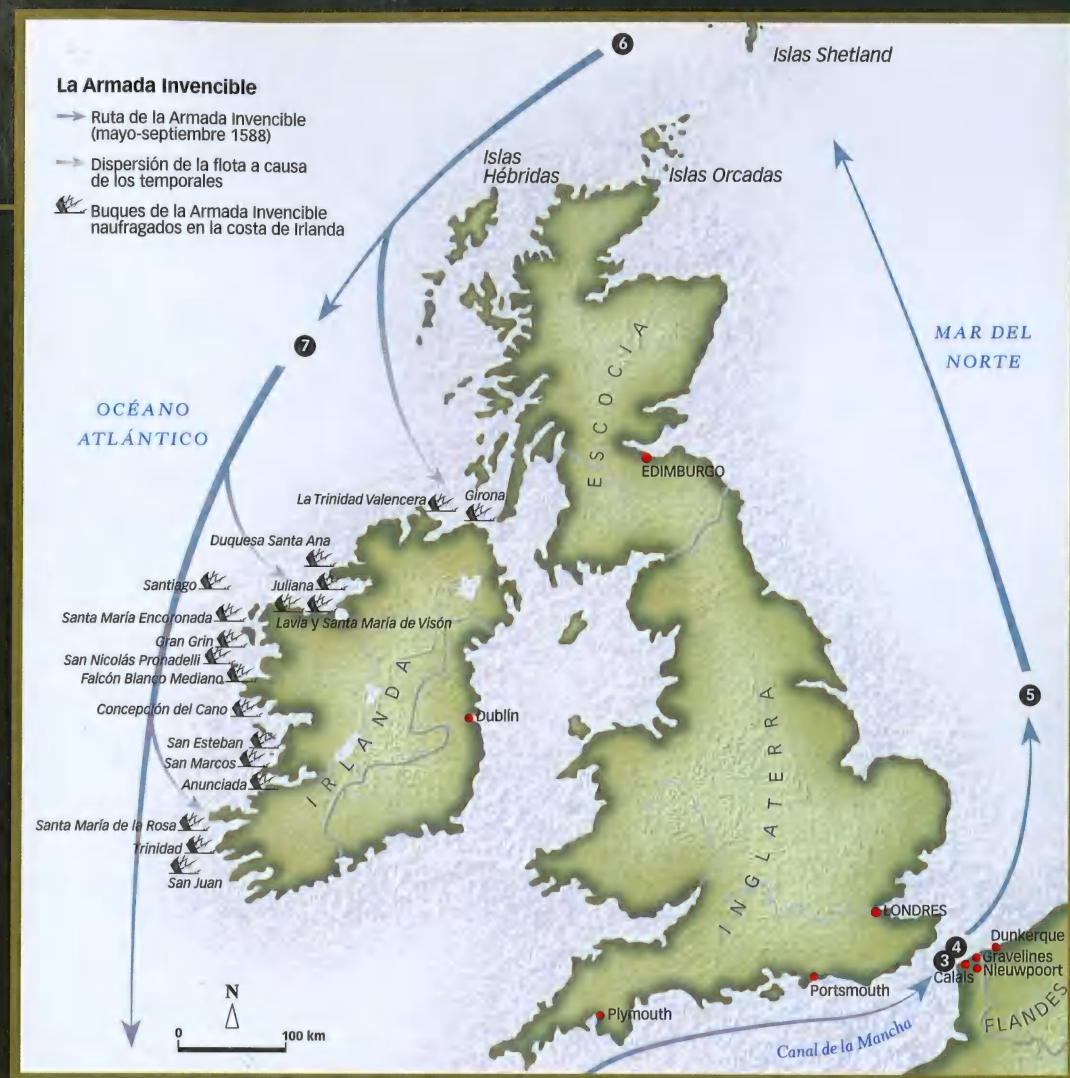 La Armada Invencible
Ruta de la Armada Invencible
(mayo-septiembre 1588)
Dispersión de la flota a causa
de los temporales
Buques de la Armada Invencible
naufragados en la costa de Irlanda
6
Islas Shetland
Islas
Hébridas
Islas Orcadas
7
MAR DEL
NORTE
OCÉANO
ATLÁNTICO
ESCOCIA
EDIMBURGO
La Trinidad Valencera
Girona
Duquesa Santa Ana
Santiago
Juliana
Santa María Encoronada
Lavia y Santa María de Visón
Gran Grin
San Nicolás Pronadelli
Falcón Blanco Mediano
Concepción del Cano
Dublín
5
San Esteban
San Marcos
Anunciada
IRLANDA
INGLATERRA
Santa María de la Rosa
Trinidad
San Juan
LONDRES
4
Dunkerque
3
Gravelines
Calais
Nieuwpoort
Portsmouth
Plymouth
FLANDES
Canal de la Mancha
N
0
100 km